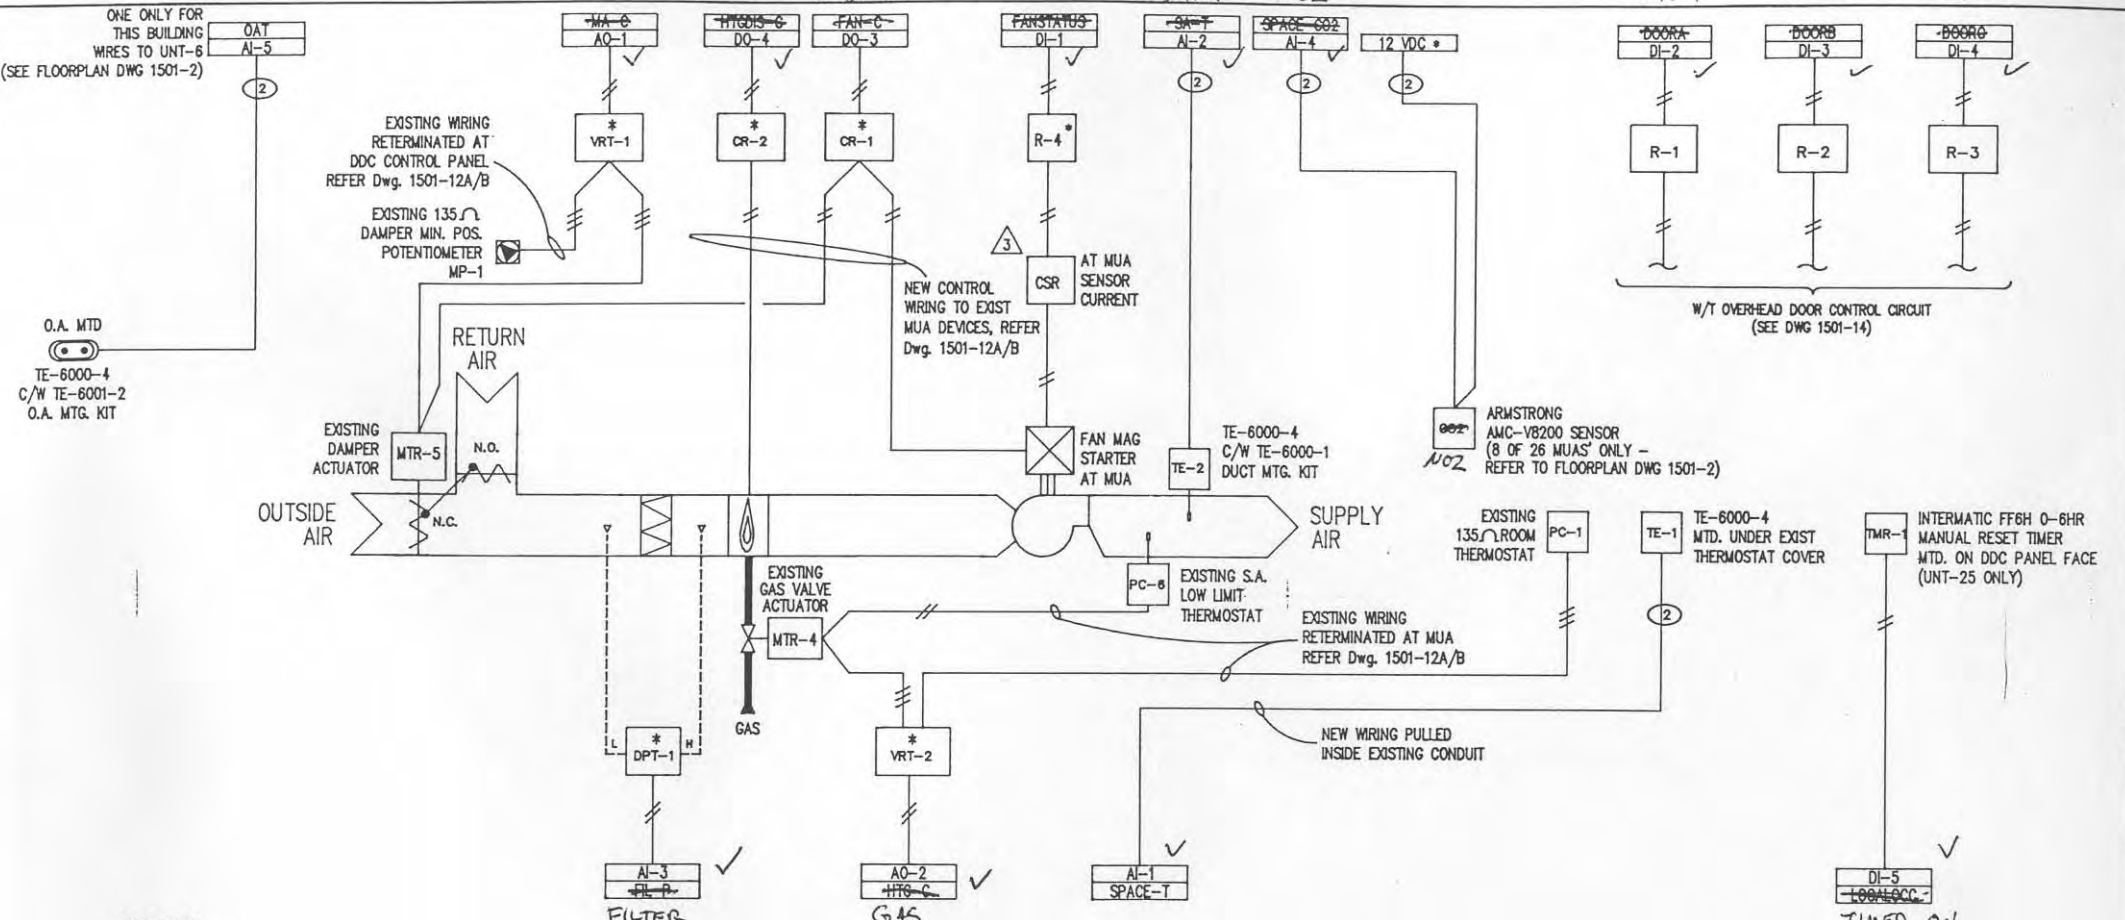 ONE ONLY FOR
THIS BUILDING
WIRES TO UNT-6
(SEE FLOORPLAN DWG 1501-2)
OAT
AI-5
2
MA-C
AO-1
HTGDIS-C
DO-4
FAN-C
DO-3
FANSTATUS
DI-1
SA-T
AI-2
2
SPACE-CO2
AI-4
2
12 VDC *
2
DOORA
DI-2
DOORB
DI-3
DI-4
EXISTING WIRING
RETERMINATED AT
DDC CONTROL PANEL
REFER Dwg. 1501-12A/B
*
VRT-1
*
CR-2
*
CR-1
R-4 *
R-1
R-2
R-3
EXISTING 135Ω
DAMPER MIN. POS.
POTENTIOMETER
MP-1
3
CSR
AT MUA
SENSOR
CURRENT
NEW CONTROL
WIRING TO EXIST
MUA DEVICES, REFER
Dwg. 1501-12A/B
W/T OVERHEAD DOOR CONTROL CIRCUIT
(SEE DWG 1501-14)
O.A. MTD
TE-6000-4
C/W TE-6001-2
O.A. MTG. KIT
RETURN
AIR
EXISTING
DAMPER
ACTUATOR
MTR-5
N.O.
N.C.
FAN MAG
STARTER
AT MUA
TE-2
TE-6000-4
C/W TE-6000-1
DUCT MTG. KIT
CO2
NO2
ARMSTRONG
AMC-V8200 SENSOR
(8 OF 26 MUAS' ONLY -
REFER TO FLOORPLAN DWG 1501-2)
OUTSIDE
AIR
SUPPLY
AIR
EXISTING
135Ω ROOM
THERMOSTAT
PC-1
TE-1
TE-6000-4
MTD. UNDER EXIST
THERMOSTAT COVER
TMR-1
INTERMATIC FF6H 0-6HR
MANUAL RESET TIMER
MTD. ON DDC PANEL FACE
(UNT-25 ONLY)
EXISTING
GAS VALVE
ACTUATOR
MTR-4
PC-6
EXISTING S.A.
LOW LIMIT
THERMOSTAT
EXISTING WIRING
RETERMINATED AT MUA
REFER Dwg. 1501-12A/B
2
GAS
L
*
DPT-1
H
*
VRT-2
NEW WIRING PULLED
INSIDE EXISTING CONDUIT
AI-3
FIL-P
FILTER
AO-2
HTG-C
GAS
AI-1
SPACE-T
DI-5
LOCALOCC
TIMED ON